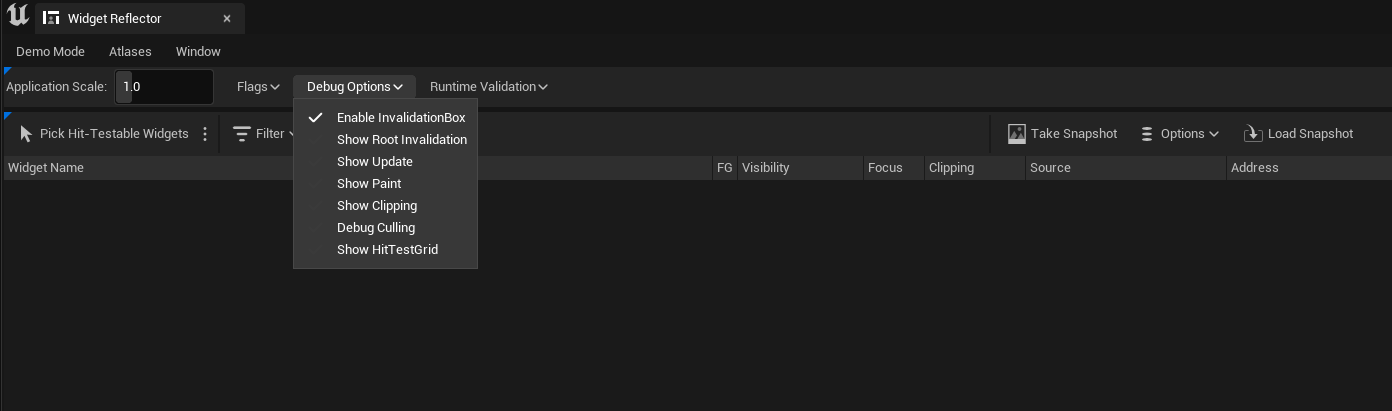 Widget Reflector
Demo Mode Atlases Window
Application Scale: 1.0 Flags Debug Options Runtime Validation
Enable InvalidationBox
Show Root Invalidation
Show Update
Show Paint
Show Clipping
Debug Culling
Show HitTestGrid
Pick Hit-Testable Widgets Filter Take Snapshot Options Load Snapshot
Widget Name FG Visibility Focus Clipping Source Address